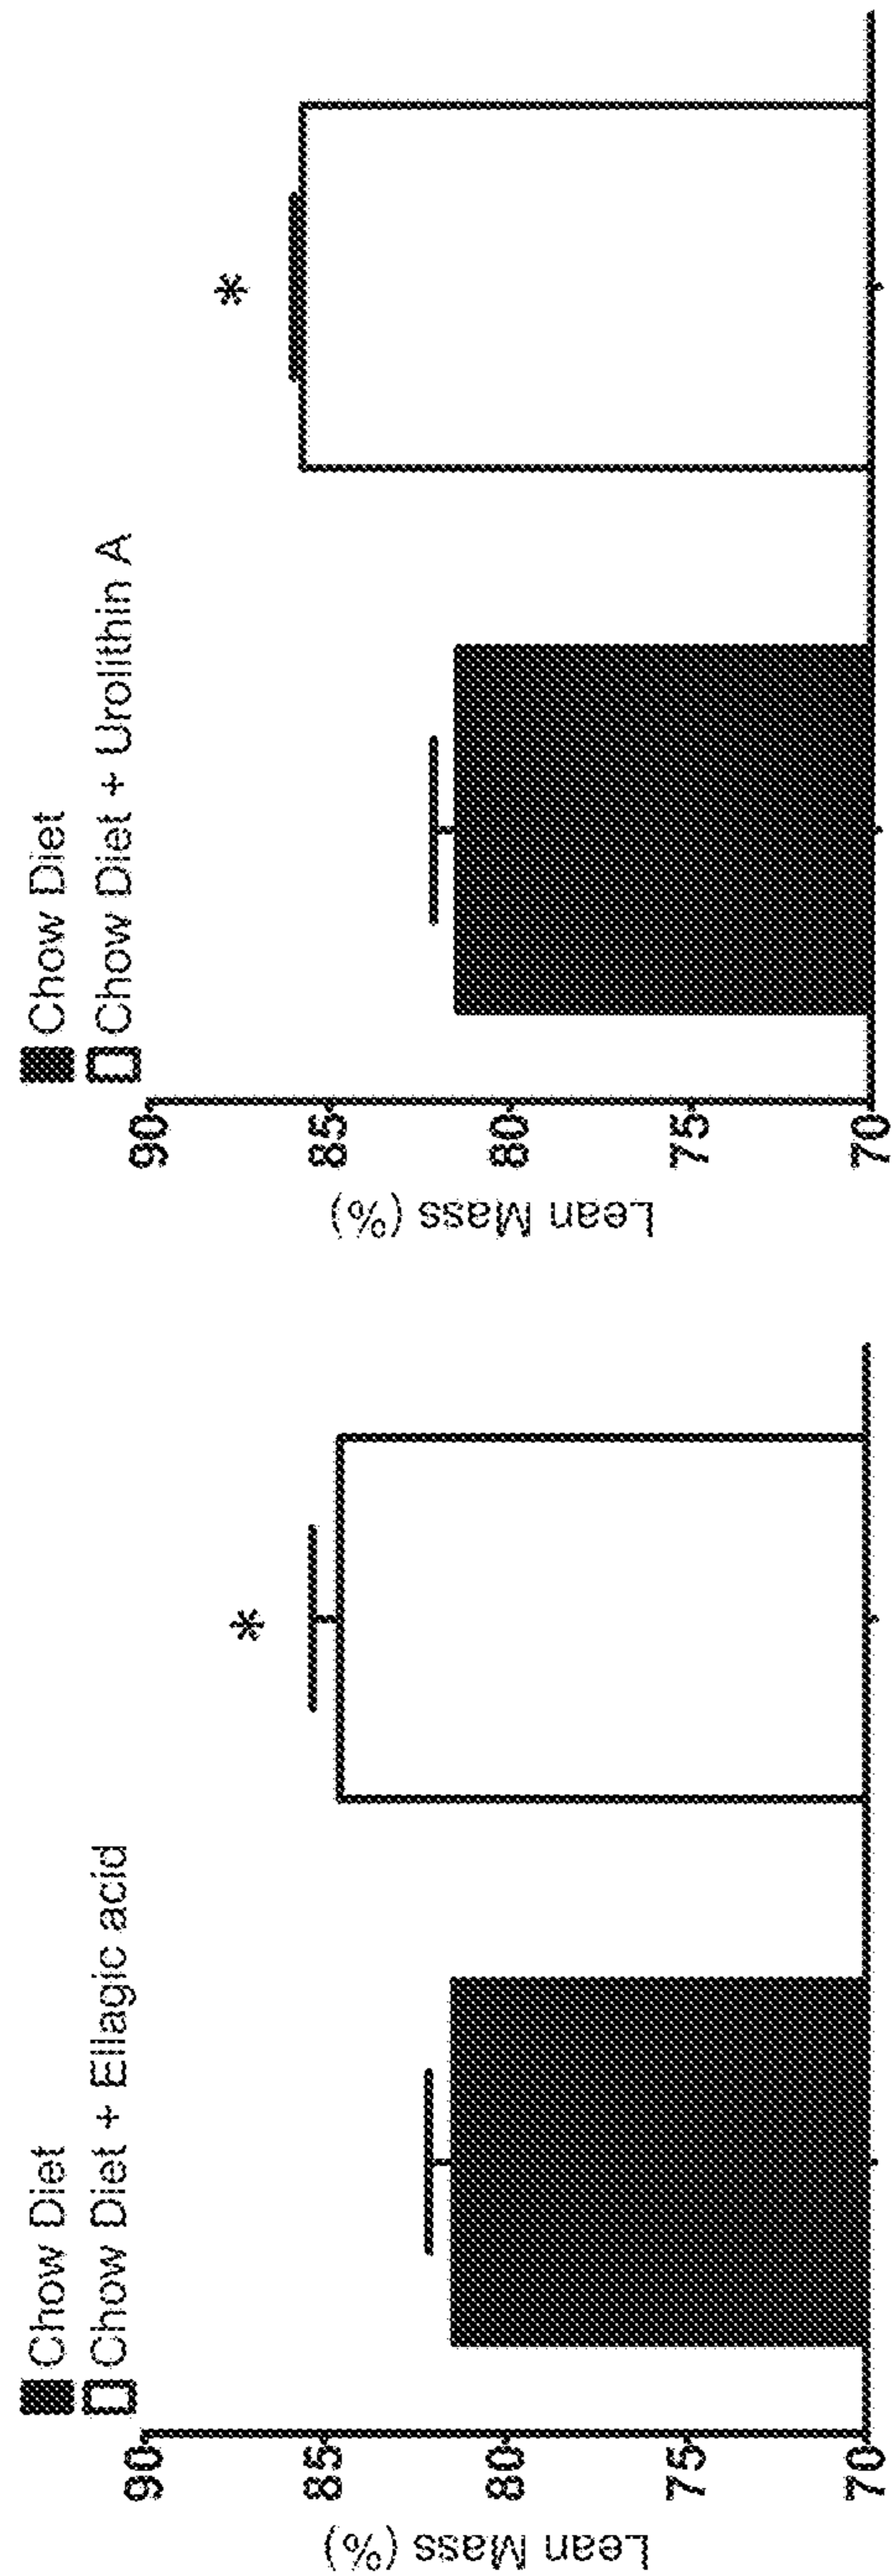 Chow Diet
Chow Diet + Ellagic acid
90
85
80
75
70
Lean Mass (%)
*
Chow Diet
Chow Diet + Urolithin A
90
85
80
75
70
Lean Mass (%)
*